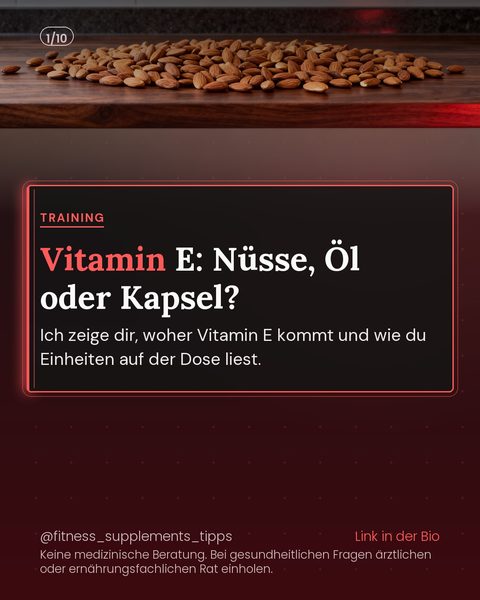 1/10
TRAINING
Vitamin E: Nüsse, Öl
oder Kapsel?
Ich zeige dir, woher Vitamin E kommt und wie du
Einheiten auf der Dose liest.
@fitness_supplements_tipps
Link in der Bio
Keine medizinische Beratung. Bei gesundheitlichen Fragen ärztlichen
oder ernährungsfachlichen Rat einholen.